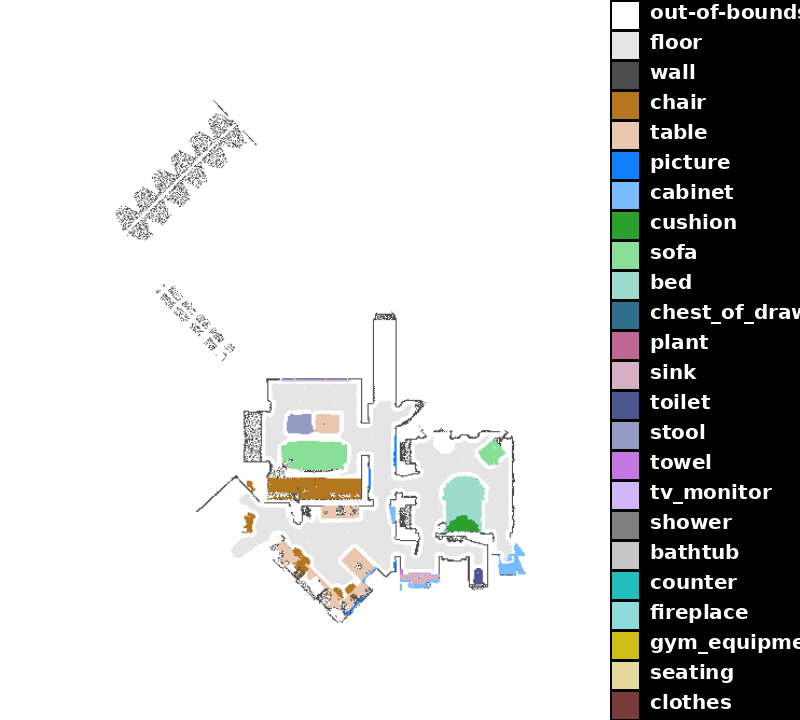 out-of-bounds
floor
wall
chair
table
picture
cabinet
cushion
sofa
bed
chest_of_draw
plant
sink
toilet
stool
towel
tv_monitor
shower
bathtub
counter
fireplace
gym_equipme
seating
clothes